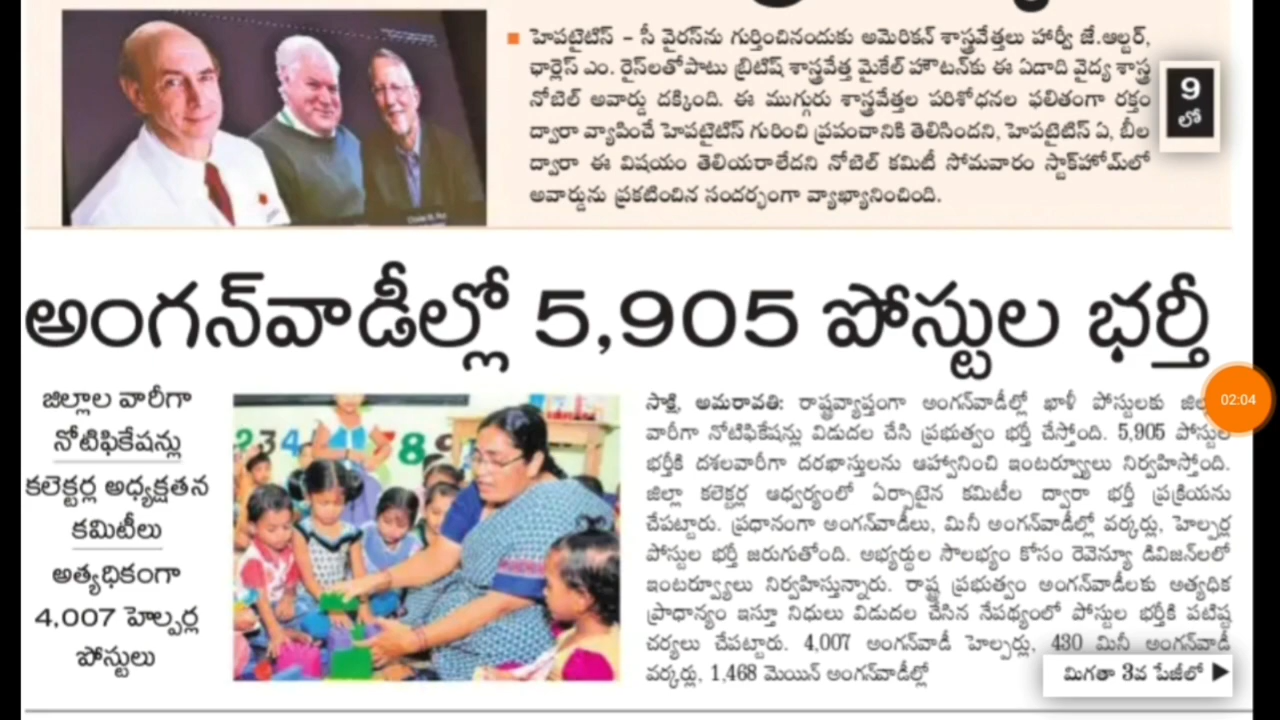 హెపటైటిస్ - సీ వైరస్‌ను గుర్తించినందుకు అమెరికన్ శాస్త్రవేత్తలు హార్వీ జే.ఆల్టర్,
ఛార్లెస్ ఎం. రైస్‌లతోపాటు బ్రిటిష్ శాస్త్రవేత్త మైకేల్ హౌటన్‌కు ఈ ఏడాది వైద్య శాస్త్ర
నోబెల్ అవార్డు దక్కింది. ఈ ముగ్గురు శాస్త్రవేత్తల పరిశోధనల ఫలితంగా రక్తం
ద్వారా వ్యాపించే హెపటైటిస్ గురించి ప్రపంచానికి తెలిసిందని, హెపటైటిస్ ఏ, బీల
ద్వారా ఈ విషయం తెలియరాలేదని నోబెల్ కమిటీ సోమవారం స్టాక్‌హోమ్‌లో
అవార్డును ప్రకటించిన సందర్భంగా వ్యాఖ్యానించింది.
9
లో
అంగన్‌వాడీల్లో 5,905 పోస్టుల భర్తీ
జిల్లాల వారీగా
నోటిఫికేషన్లు
కలెక్టర్ల అధ్యక్షతన
కమిటీలు
అత్యధికంగా
4,007 హెల్పర్ల
పోస్టులు
సాక్షి, అమరావతి: రాష్ట్రవ్యాప్తంగా అంగన్‌వాడీల్లో ఖాళీ పోస్టులకు
వారీగా నోటిఫికేషన్లు విడుదల చేసి ప్రభుత్వం భర్తీ చేస్తోంది. 5,905 పోస్టుల
భర్తీకి దశలవారీగా దరఖాస్తులను ఆహ్వానించి ఇంటర్వ్యూలు నిర్వహిస్తోంది.
జిల్లా కలెక్టర్ల ఆధ్వర్యంలో ఏర్పాటైన కమిటీల ద్వారా భర్తీ ప్రక్రియను
చేపట్టారు. ప్రధానంగా అంగన్‌వాడీలు, మినీ అంగన్‌వాడీల్లో వర్కర్లు, హెల్పర్ల
పోస్టుల భర్తీ జరుగుతోంది. అభ్యర్థుల సౌలభ్యం కోసం రెవెన్యూ డివిజన్‌లలో
ఇంటర్వ్యూలు నిర్వహిస్తున్నారు. రాష్ట్ర ప్రభుత్వం అంగన్‌వాడీలకు అత్యధిక
ప్రాధాన్యం ఇస్తూ నిధులు విడుదల చేసిన నేపథ్యంలో పోస్టుల భర్తీకి పటిష్ట
చర్యలు చేపట్టారు. 4,007 అంగన్‌వాడీ హెల్పర్లు, 430 మినీ అంగన్‌వాడీ
వర్కర్లు, 1,468 మెయిన్ అంగన్‌వాడీల్లో
మిగతా 3వ పేజీలో
02:04